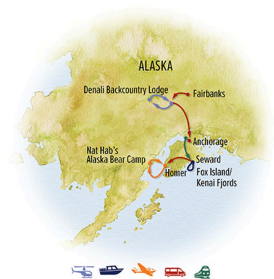 ALASKA
Denali Backcountry Lodge
Fairbanks
Anchorage
Nat Hab's
Alaska Bear Camp
Seward
Homer
Fox Island/
Kenai Fjords